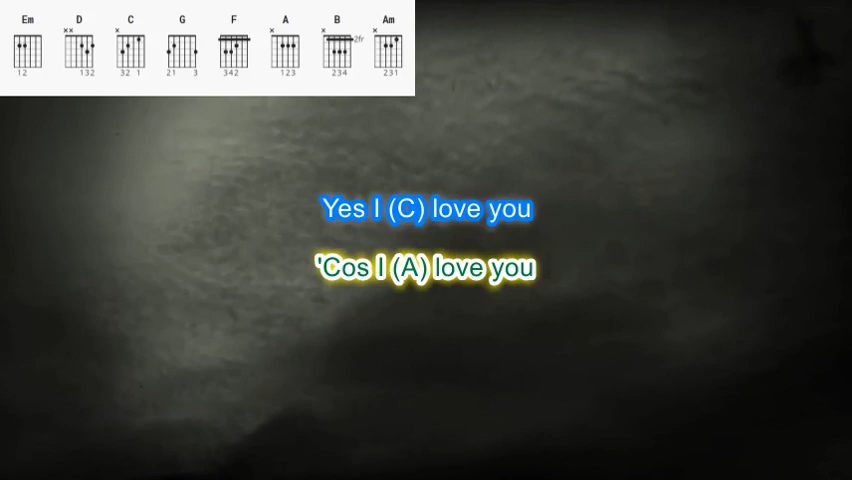 Em D C G F A B Am
xx x x x x
2fr
12 132 32 1 21 3 342 123 234 231
Yes I (C) love you
'Cos I (A) love you